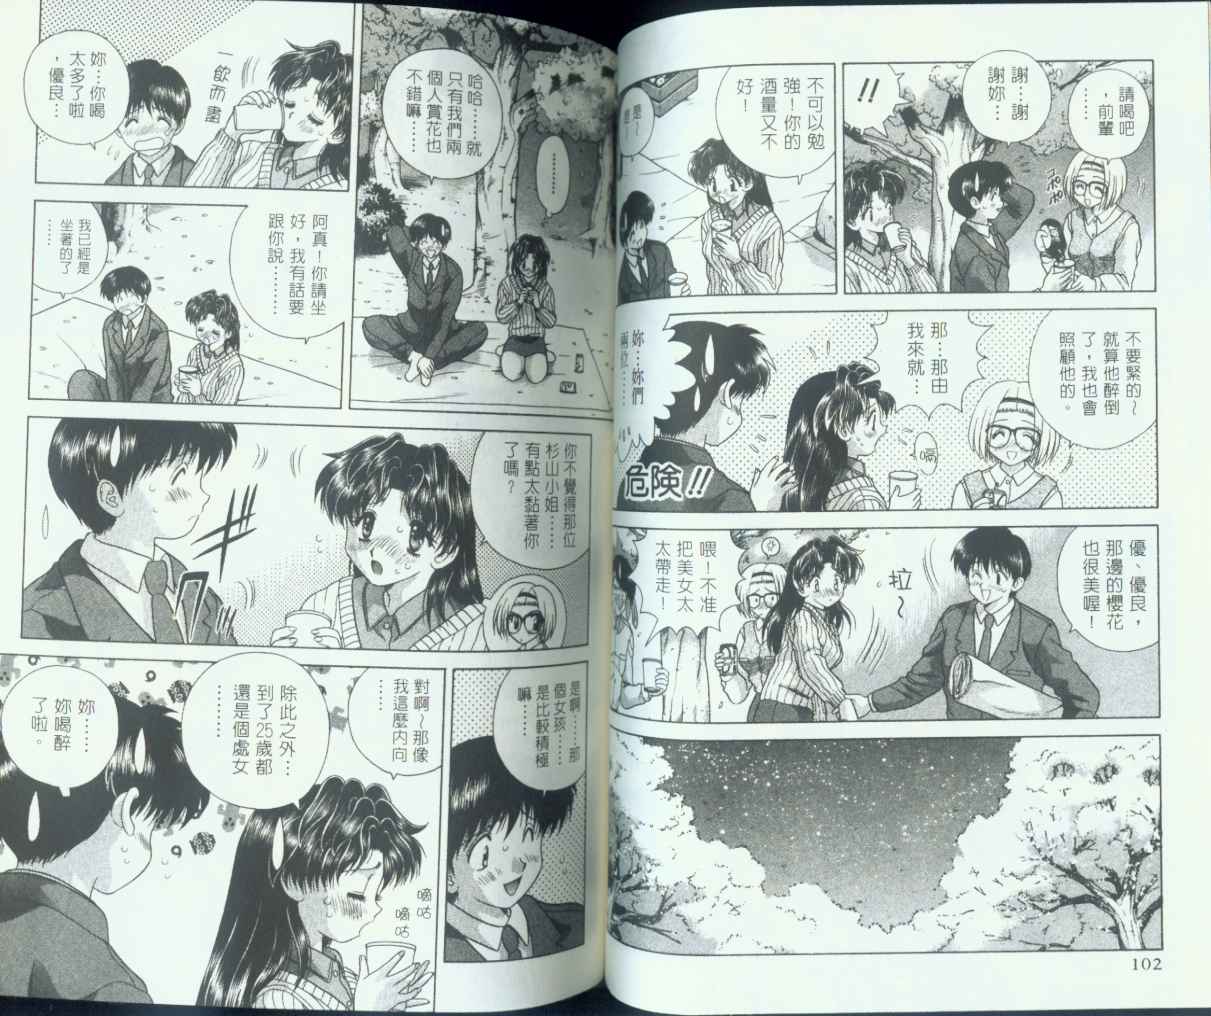 請喝吧
，前輩
……
謝…謝
謝妳…
!!
不可以勉
強！你的
酒量又不
好！
是～
不要緊的～
就算他醉倒
了，我也會
照顧他的。
那…那由
我來就…
嗝
妳…妳們
兩位……
危険!!
優、優良，
那邊的櫻花
也很美喔！
拉～
喂！不准
把美女太
太帶走！
102
哈哈……就
只有我們兩
個人賞花也
不錯嘛……
………
一飲而盡
妳…你喝
太多了啦
，優良…
阿真！你請坐
好，我有話要
跟你說………
我已經是
坐著的了
……
你不覺得那位
杉山小姐……
有點太黏著你
了嗎？
是啊……那
個女孩……
是比較積極
嘛……
對啊～那像
我這麼內向
……
除此之外…
到了25歲都
還是個處女
………
嘀咕
嘀咕
妳……
妳喝醉
了啦。